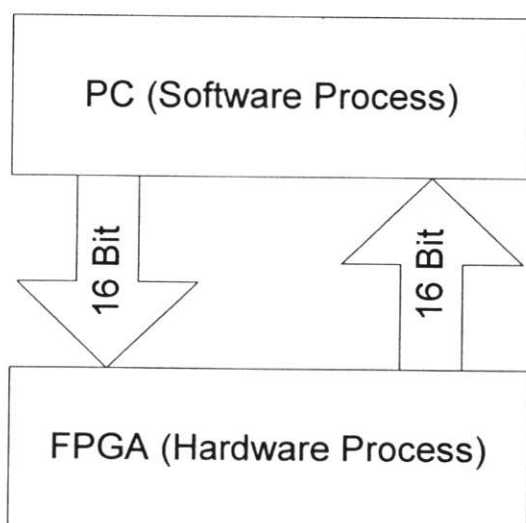 PC (Software Process)
16 Bit
16 Bit
FPGA (Hardware Process)